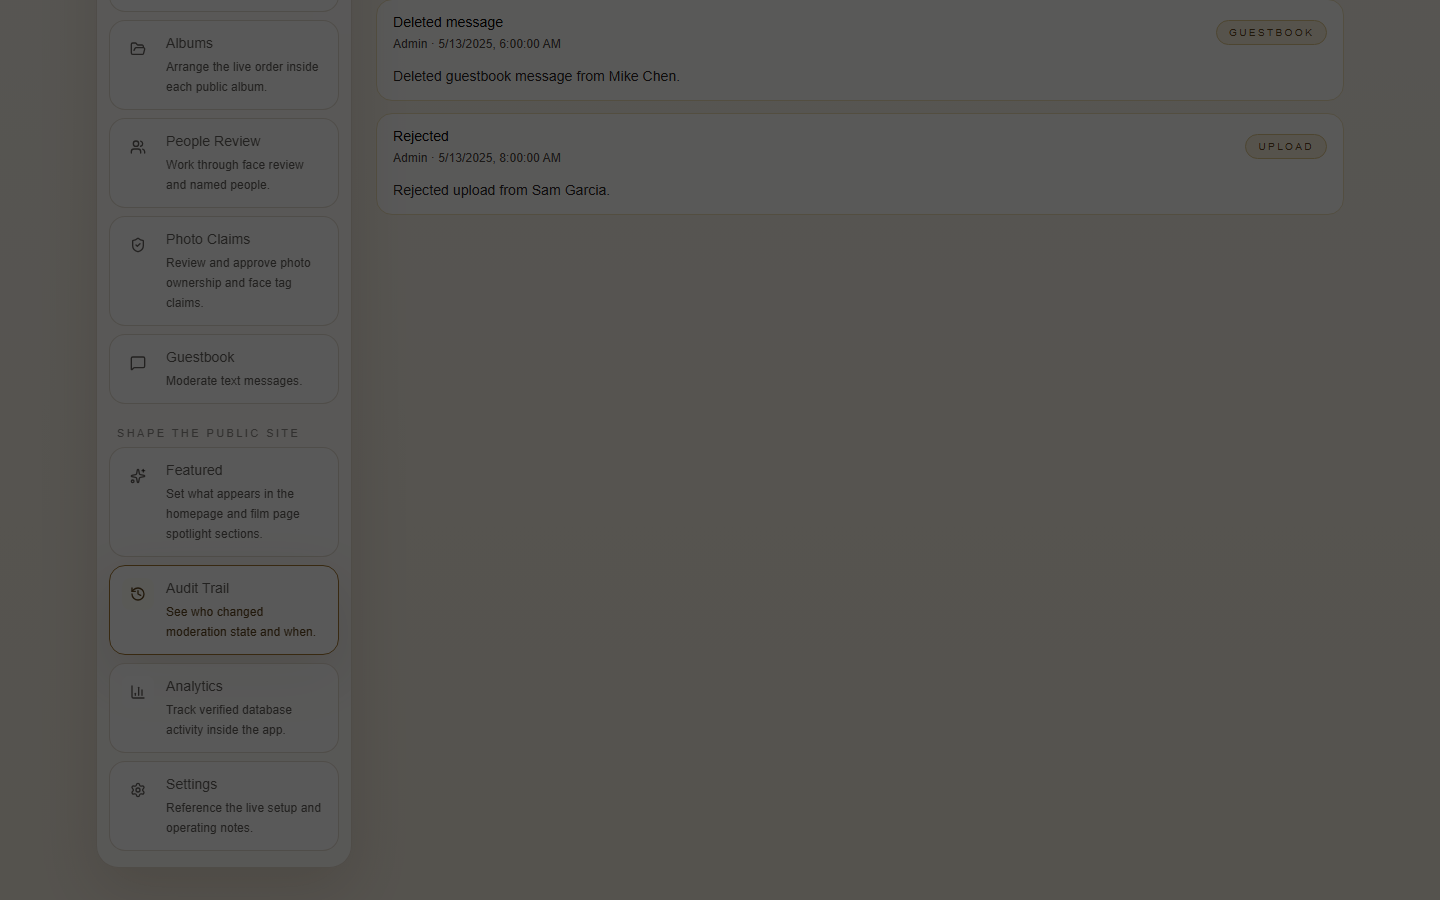 Albums
Arrange the live order inside
each public album.
People Review
Work through face review
and named people.
Photo Claims
Review and approve photo
ownership and face tag
claims.
Guestbook
Moderate text messages.
SHAPE THE PUBLIC SITE
Featured
Set what appears in the
homepage and film page
spotlight sections.
Audit Trail
See who changed
moderation state and when.
Analytics
Track verified database
activity inside the app.
Settings
Reference the live setup and
operating notes.
Deleted message
Admin · 5/13/2025, 6:00:00 AM
GUESTBOOK
Deleted guestbook message from Mike Chen.
Rejected
Admin · 5/13/2025, 8:00:00 AM
UPLOAD
Rejected upload from Sam Garcia.